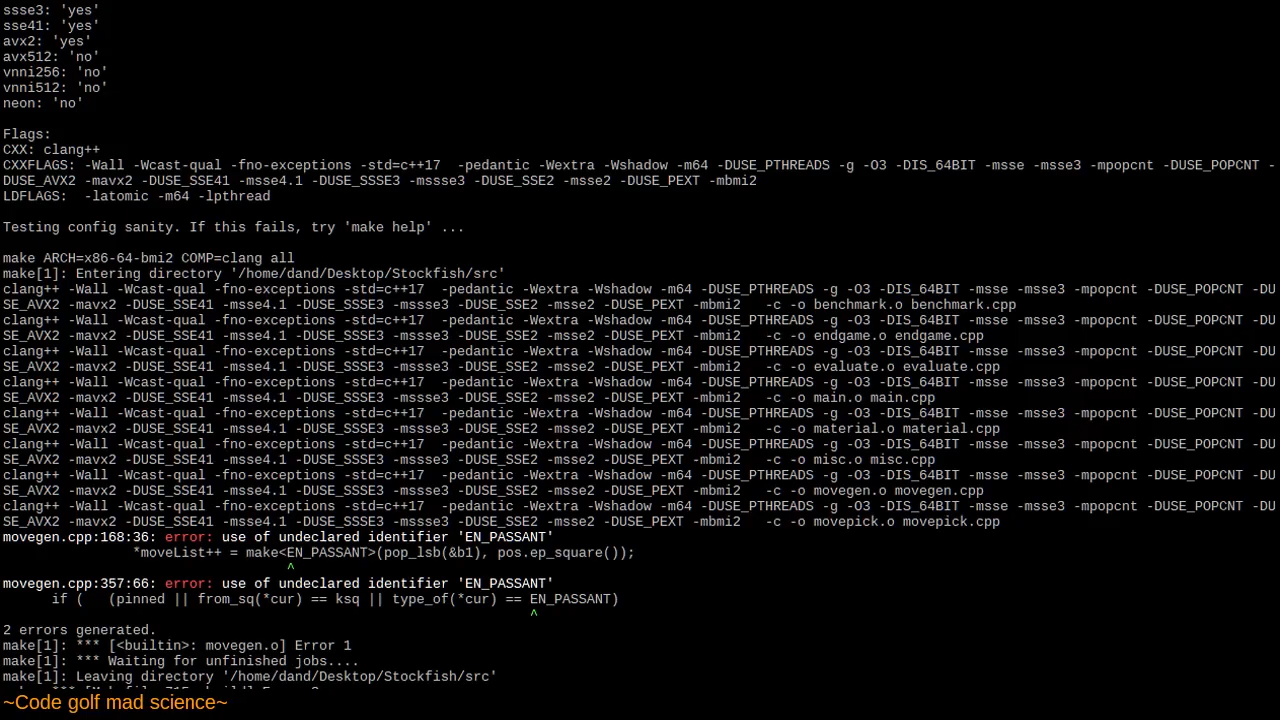 ssse3: 'yes'
sse41: 'yes'
avx2: 'yes'
avx512: 'no'
vnni256: 'no'
vnni512: 'no'
neon: 'no'
Flags:
CXX: clang++
CXXFLAGS: -Wall -Wcast-qual -fno-exceptions -std=c++17  -pedantic -Wextra -Wshadow -m64 -DUSE_PTHREADS -g -O3 -DIS_64BIT -msse -msse3 -mpopcnt -DUSE_POPCNT -
DUSE_AVX2 -mavx2 -DUSE_SSE41 -msse4.1 -DUSE_SSSE3 -mssse3 -DUSE_SSE2 -msse2 -DUSE_PEXT -mbmi2
LDFLAGS:  -latomic -m64 -lpthread
Testing config sanity. If this fails, try 'make help' ...
make ARCH=x86-64-bmi2 COMP=clang all
make[1]: Entering directory '/home/dand/Desktop/Stockfish/src'
clang++ -Wall -Wcast-qual -fno-exceptions -std=c++17  -pedantic -Wextra -Wshadow -m64 -DUSE_PTHREADS -g -O3 -DIS_64BIT -msse -msse3 -mpopcnt -DUSE_POPCNT -DU
SE_AVX2 -mavx2 -DUSE_SSE41 -msse4.1 -DUSE_SSSE3 -mssse3 -DUSE_SSE2 -msse2 -DUSE_PEXT -mbmi2   -c -o benchmark.o benchmark.cpp
clang++ -Wall -Wcast-qual -fno-exceptions -std=c++17  -pedantic -Wextra -Wshadow -m64 -DUSE_PTHREADS -g -O3 -DIS_64BIT -msse -msse3 -mpopcnt -DUSE_POPCNT -DU
SE_AVX2 -mavx2 -DUSE_SSE41 -msse4.1 -DUSE_SSSE3 -mssse3 -DUSE_SSE2 -msse2 -DUSE_PEXT -mbmi2   -c -o endgame.o endgame.cpp
clang++ -Wall -Wcast-qual -fno-exceptions -std=c++17  -pedantic -Wextra -Wshadow -m64 -DUSE_PTHREADS -g -O3 -DIS_64BIT -msse -msse3 -mpopcnt -DUSE_POPCNT -DU
SE_AVX2 -mavx2 -DUSE_SSE41 -msse4.1 -DUSE_SSSE3 -mssse3 -DUSE_SSE2 -msse2 -DUSE_PEXT -mbmi2   -c -o evaluate.o evaluate.cpp
clang++ -Wall -Wcast-qual -fno-exceptions -std=c++17  -pedantic -Wextra -Wshadow -m64 -DUSE_PTHREADS -g -O3 -DIS_64BIT -msse -msse3 -mpopcnt -DUSE_POPCNT -DU
SE_AVX2 -mavx2 -DUSE_SSE41 -msse4.1 -DUSE_SSSE3 -mssse3 -DUSE_SSE2 -msse2 -DUSE_PEXT -mbmi2   -c -o main.o main.cpp
clang++ -Wall -Wcast-qual -fno-exceptions -std=c++17  -pedantic -Wextra -Wshadow -m64 -DUSE_PTHREADS -g -O3 -DIS_64BIT -msse -msse3 -mpopcnt -DUSE_POPCNT -DU
SE_AVX2 -mavx2 -DUSE_SSE41 -msse4.1 -DUSE_SSSE3 -mssse3 -DUSE_SSE2 -msse2 -DUSE_PEXT -mbmi2   -c -o material.o material.cpp
clang++ -Wall -Wcast-qual -fno-exceptions -std=c++17  -pedantic -Wextra -Wshadow -m64 -DUSE_PTHREADS -g -O3 -DIS_64BIT -msse -msse3 -mpopcnt -DUSE_POPCNT -DU
SE_AVX2 -mavx2 -DUSE_SSE41 -msse4.1 -DUSE_SSSE3 -mssse3 -DUSE_SSE2 -msse2 -DUSE_PEXT -mbmi2   -c -o misc.o misc.cpp
clang++ -Wall -Wcast-qual -fno-exceptions -std=c++17  -pedantic -Wextra -Wshadow -m64 -DUSE_PTHREADS -g -O3 -DIS_64BIT -msse -msse3 -mpopcnt -DUSE_POPCNT -DU
SE_AVX2 -mavx2 -DUSE_SSE41 -msse4.1 -DUSE_SSSE3 -mssse3 -DUSE_SSE2 -msse2 -DUSE_PEXT -mbmi2   -c -o movegen.o movegen.cpp
clang++ -Wall -Wcast-qual -fno-exceptions -std=c++17  -pedantic -Wextra -Wshadow -m64 -DUSE_PTHREADS -g -O3 -DIS_64BIT -msse -msse3 -mpopcnt -DUSE_POPCNT -DU
SE_AVX2 -mavx2 -DUSE_SSE41 -msse4.1 -DUSE_SSSE3 -mssse3 -DUSE_SSE2 -msse2 -DUSE_PEXT -mbmi2   -c -o movepick.o movepick.cpp
movegen.cpp:168:36: error: use of undeclared identifier 'EN_PASSANT'
*moveList++ = make<EN_PASSANT>(pop_lsb(&b1), pos.ep_square());
^
movegen.cpp:357:66: error: use of undeclared identifier 'EN_PASSANT'
if (   (pinned || from_sq(*cur) == ksq || type_of(*cur) == EN_PASSANT)
^
2 errors generated.
make[1]: *** [<builtin>: movegen.o] Error 1
make[1]: *** Waiting for unfinished jobs....
make[1]: Leaving directory '/home/dand/Desktop/Stockfish/src'
~Code golf mad science~